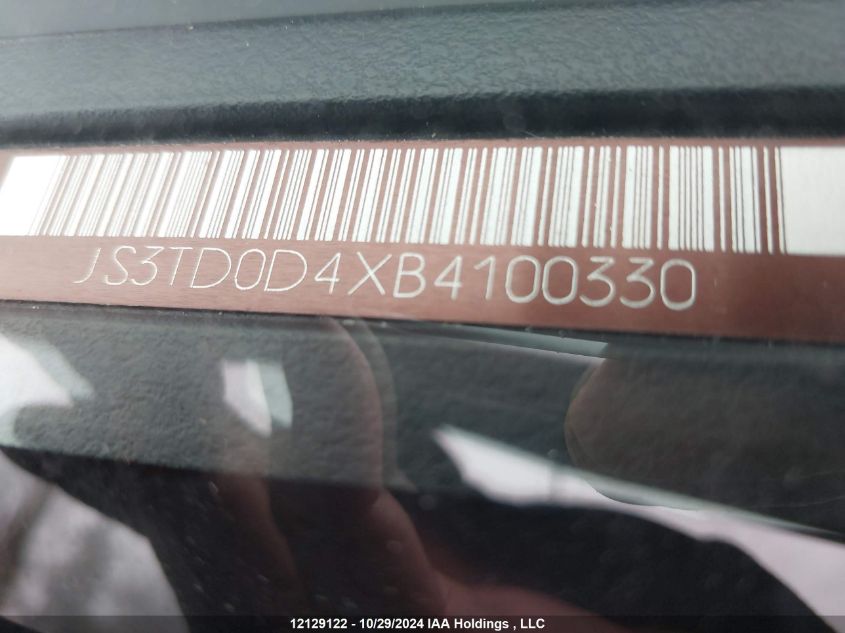 JS3TD0D4XB4100330
12129122 - 10/29/2024 IAA Holdings , LLC